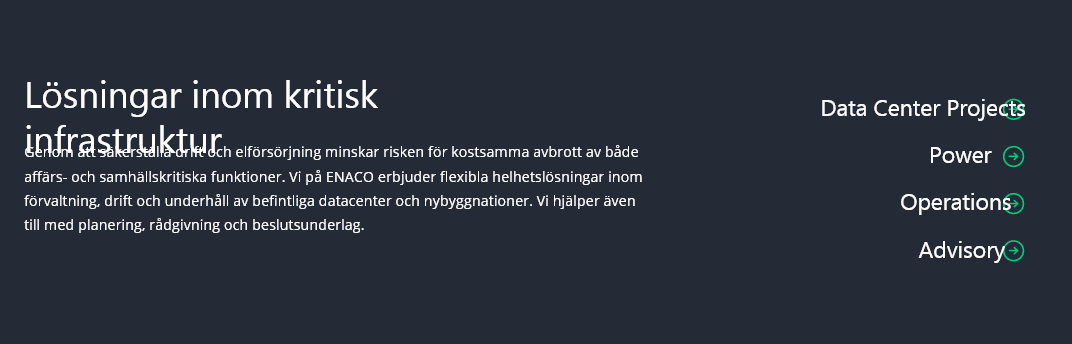 Lösningar inom kritisk
infrastruktur
Genom att säkerställa drift och elförsörjning minskar risken för kostsamma avbrott av både
affärs- och samhällskritiska funktioner. Vi på ENACO erbjuder flexibla helhetslösningar inom
förvaltning, drift och underhåll av befintliga datacenter och nybyggnationer. Vi hjälper även
till med planering, rådgivning och beslutsunderlag.
Data Center Projects
Power
Operations
Advisory